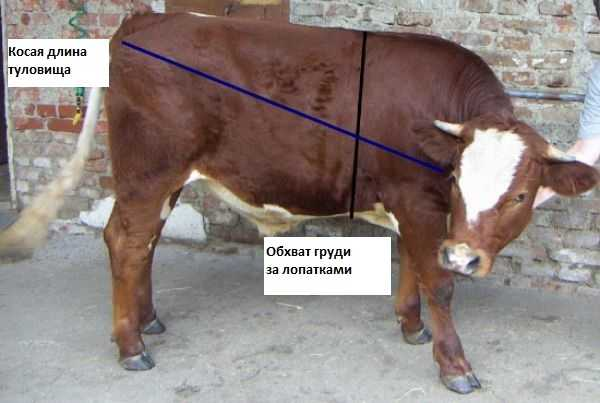 Косая длина
туловища
Обхват груди
за лопатками